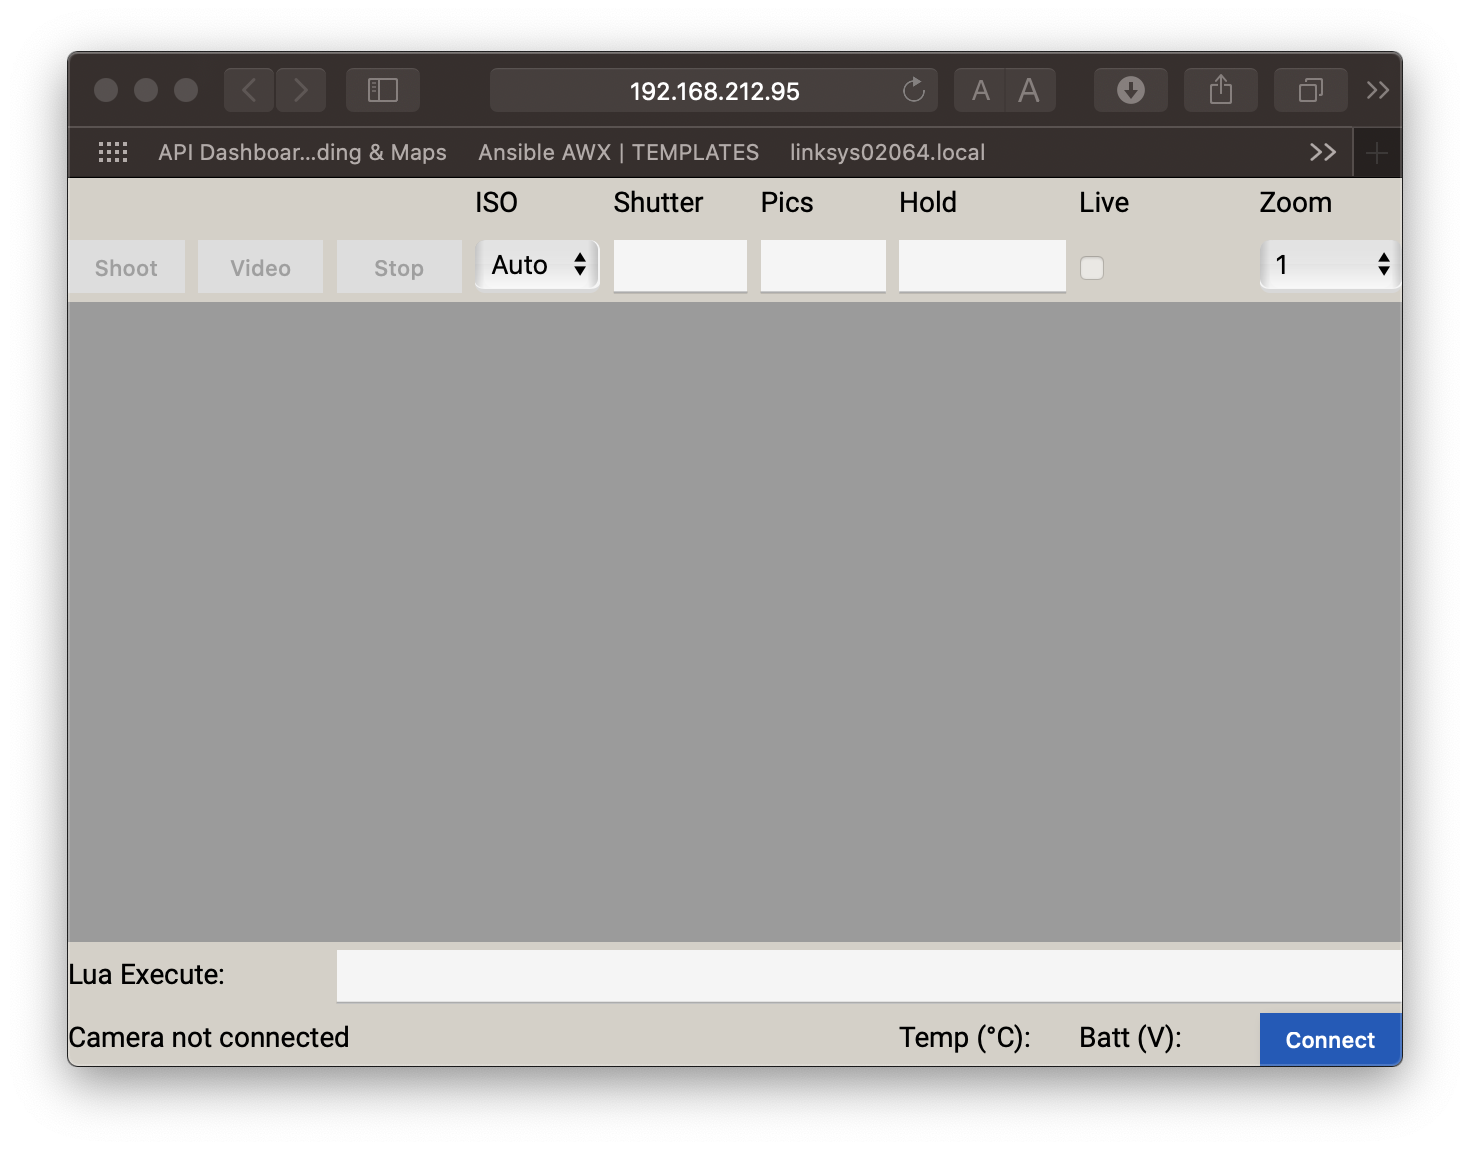 192.168.212.95
A A
API Dashboar...ding & Maps Ansible AWX | TEMPLATES linksys02064.local
ISO Shutter Pics Hold Live Zoom
Shoot Video Stop Auto 1
Lua Execute:
Camera not connected Temp (°C): Batt (V): Connect